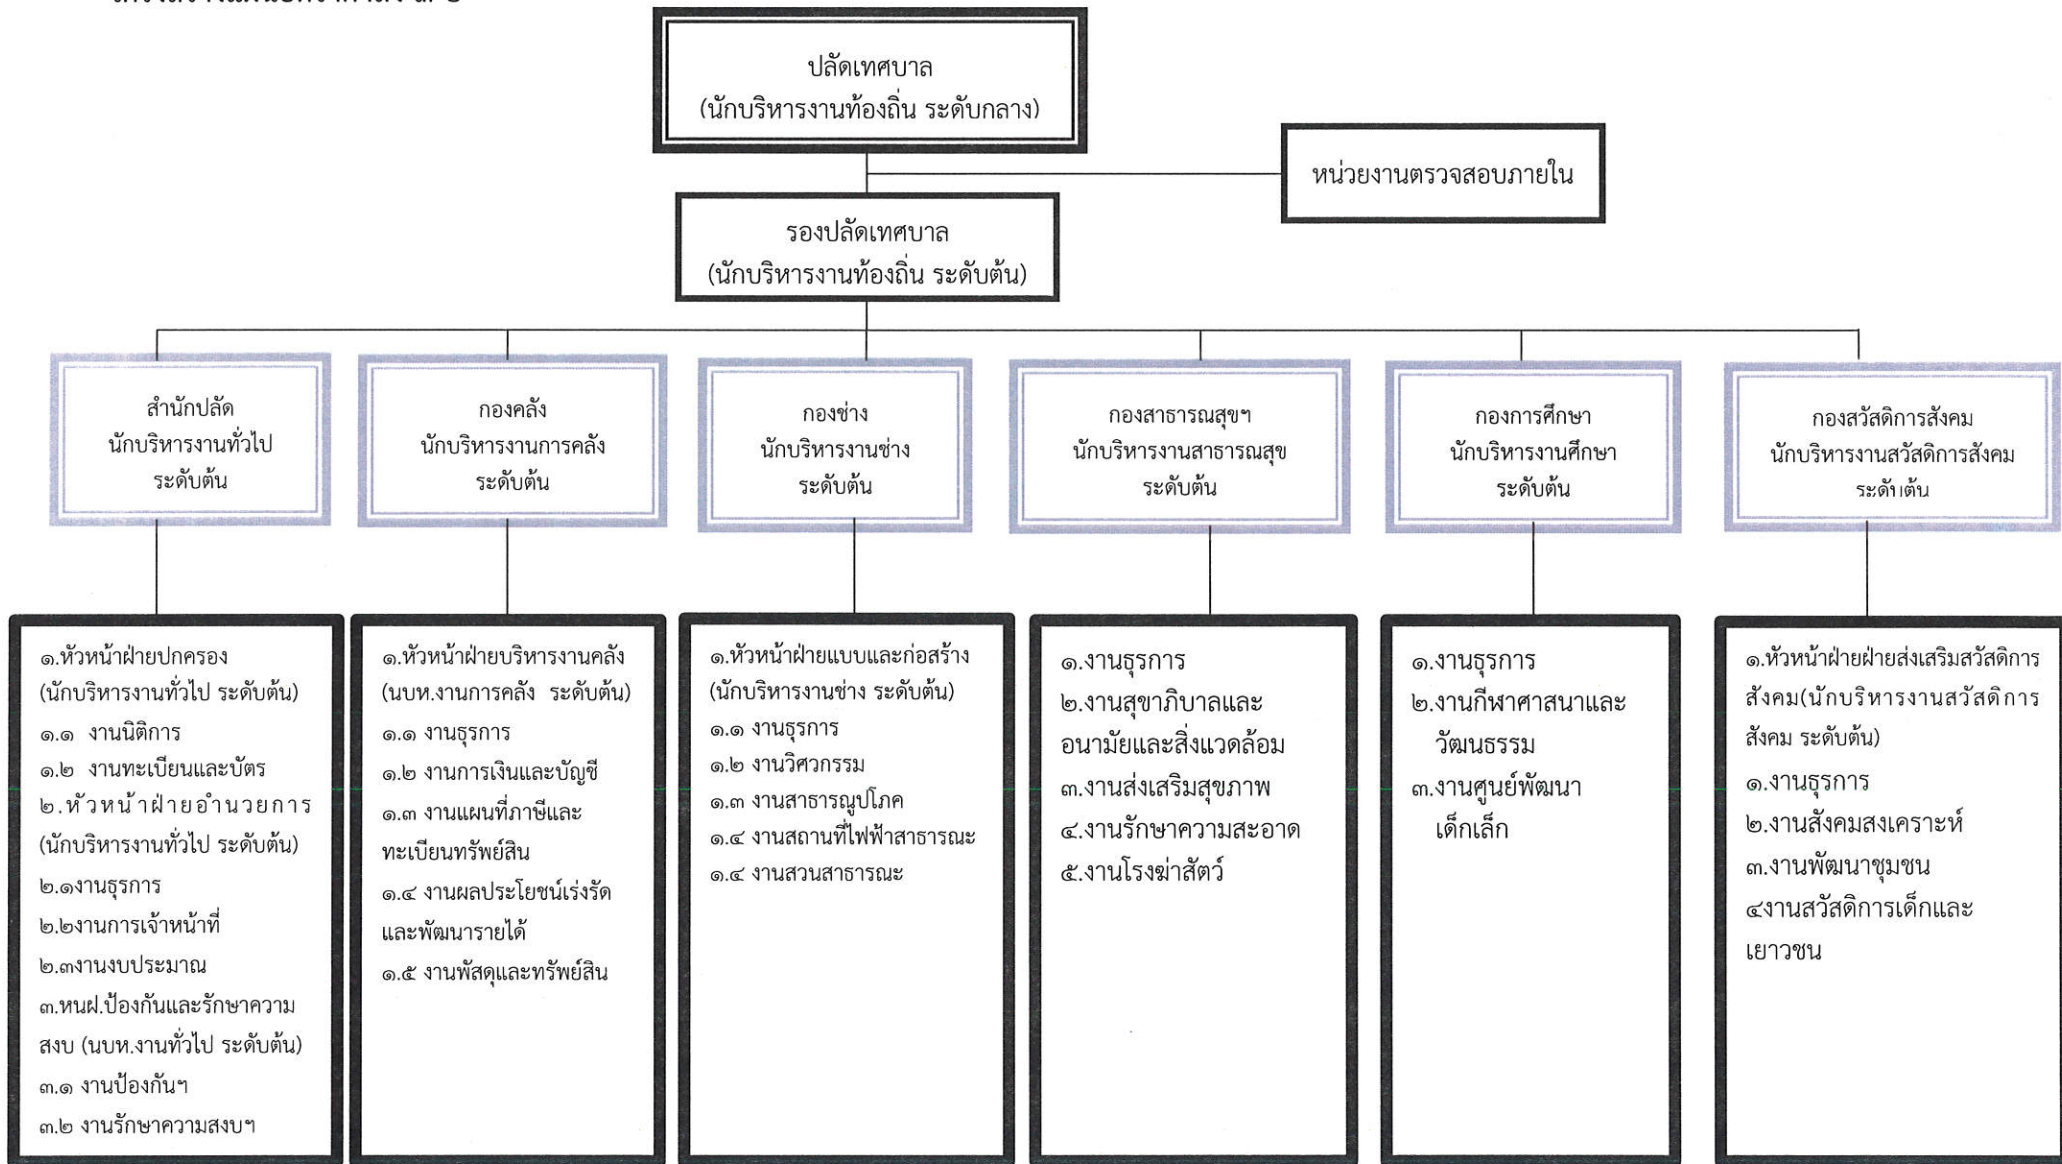 ปลัดเทศบาล
(นักบริหารงานท้องถิ่น ระดับกลาง)
หน่วยงานตรวจสอบภายใน
รองปลัดเทศบาล
(นักบริหารงานท้องถิ่น ระดับต้น)
สำนักปลัด
นักบริหารงานทั่วไป
ระดับต้น
กองคลัง
นักบริหารงานการคลัง
ระดับต้น
กองช่าง
นักบริหารงานช่าง
ระดับต้น
กองสาธารณสุขฯ
นักบริหารงานสาธารณสุข
ระดับต้น
กองการศึกษา
นักบริหารงานศึกษา
ระดับต้น
กองสวัสดิการสังคม
นักบริหารงานสวัสดิการสังคม
ระดับต้น
๑.หัวหน้าฝ่ายปกครอง
(นักบริหารงานทั่วไป ระดับต้น)
๑.๑ งานนิติการ
๑.๒ งานทะเบียนและบัตร
๒.หัวหน้าฝ่ายอำนวยการ
(นักบริหารงานทั่วไป ระดับต้น)
๒.๑งานธุรการ
๒.๒งานการเจ้าหน้าที่
๒.๓งานงบประมาณ
๓.หนฝ.ป้องกันและรักษาความ
สงบ (นบห.งานทั่วไป ระดับต้น)
๓.๑ งานป้องกันฯ
๓.๒ งานรักษาความสงบฯ
๑.หัวหน้าฝ่ายบริหารงานคลัง
(นบห.งานการคลัง ระดับต้น)
๑.๑ งานธุรการ
๑.๒ งานการเงินและบัญชี
๑.๓ งานแผนที่ภาษีและ
ทะเบียนทรัพย์สิน
๑.๔ งานผลประโยชน์เร่งรัด
และพัฒนารายได้
๑.๕ งานพัสดุและทรัพย์สิน
๑.หัวหน้าฝ่ายแบบและก่อสร้าง
(นักบริหารงานช่าง ระดับต้น)
๑.๑ งานธุรการ
๑.๒ งานวิศวกรรม
๑.๓ งานสาธารณูปโภค
๑.๔ งานสถานที่ไฟฟ้าสาธารณะ
๑.๔ งานสวนสาธารณะ
๑.งานธุรการ
๒.งานสุขาภิบาลและ
อนามัยและสิ่งแวดล้อม
๓.งานส่งเสริมสุขภาพ
๔.งานรักษาความสะอาด
๕.งานโรงฆ่าสัตว์
๑.งานธุรการ
๒.งานกีฬาศาสนาและ
วัฒนธรรม
๓.งานศูนย์พัฒนา
เด็กเล็ก
๑.หัวหน้าฝ่ายฝ่ายส่งเสริมสวัสดิการ
สังคม(นักบริหารงานสวัสดิการ
สังคม ระดับต้น)
๑.งานธุรการ
๒.งานสังคมสงเคราะห์
๓.งานพัฒนาชุมชน
๔งานสวัสดิการเด็กและ
เยาวชน